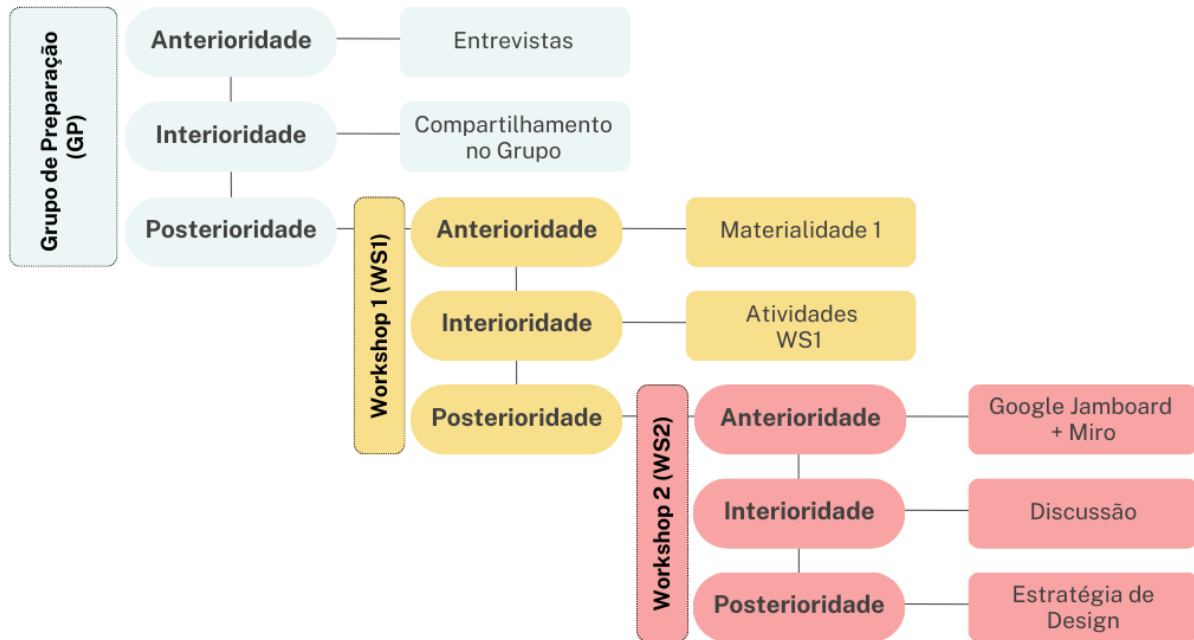 Grupo de Preparação
(GP)
Anterioridade
Entrevistas
Interioridade
Compartilhamento
no Grupo
Posterioridade
Workshop 1 (WS1)
Anterioridade
Materialidade 1
Interioridade
Atividades
WS1
Posterioridade
Workshop 2 (WS2)
Anterioridade
Google Jamboard
+ Miro
Interioridade
Discussão
Posterioridade
Estratégia de
Design